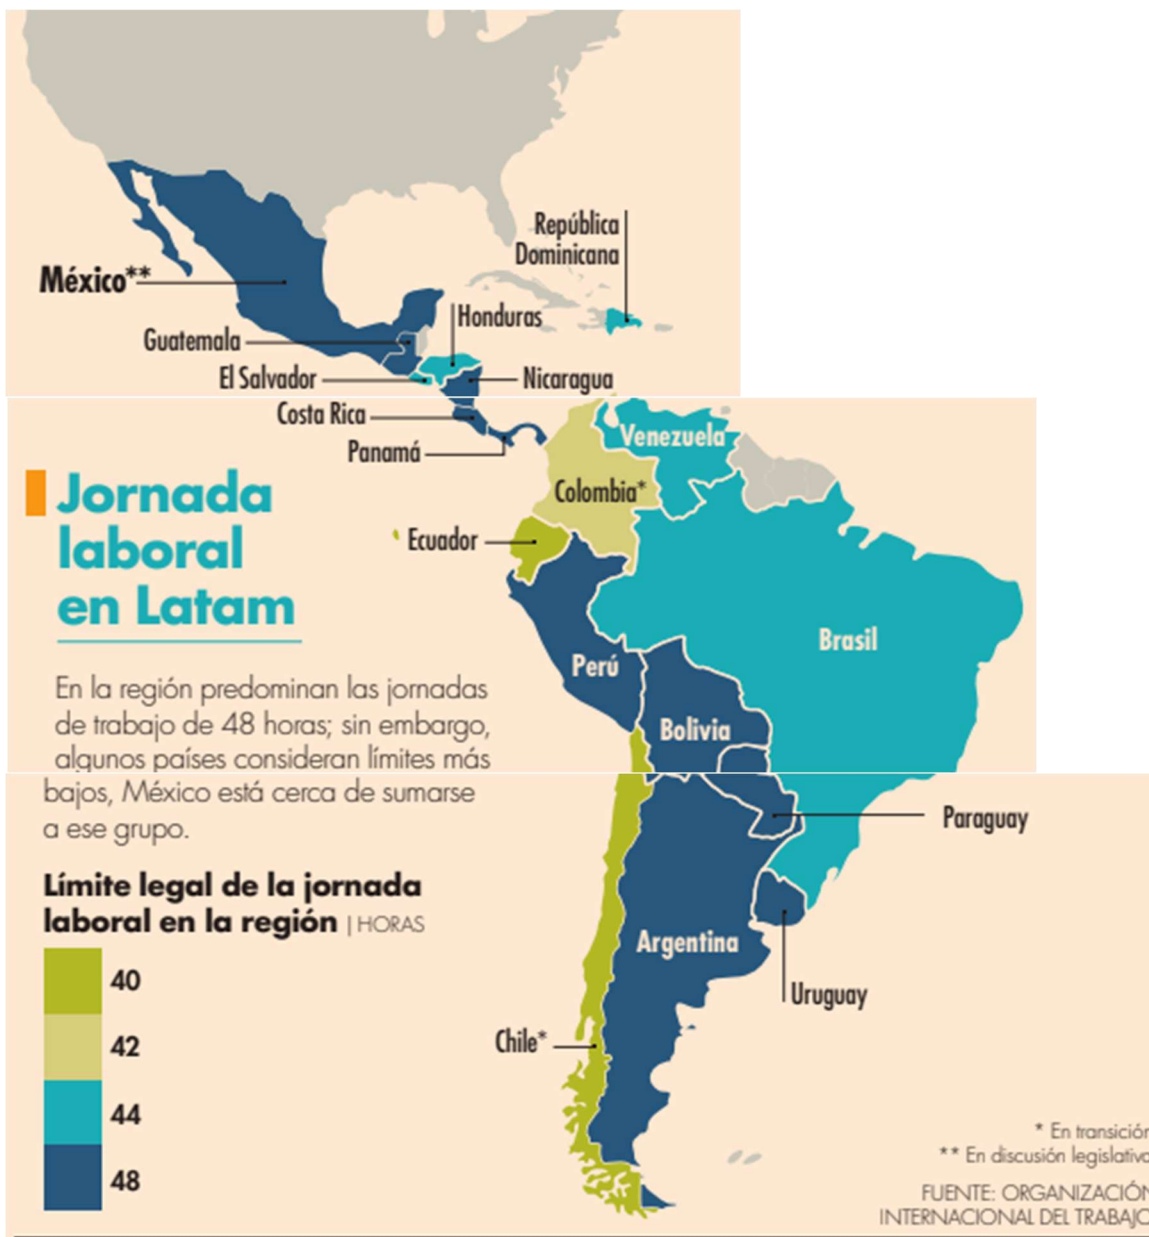 República
Dominicana
México**
Honduras
Guatemala
El Salvador
Nicaragua
Costa Rica
Panamá
Venezuela
Colombia*
Ecuador
Jornada
laboral
en Latam
Brasil
Perú
Bolivia
En la región predominan las jornadas
de trabajo de 48 horas; sin embargo,
algunos países consideran límites más
bajos, México está cerca de sumarse
a ese grupo.
Paraguay
Límite legal de la jornada
laboral en la región | HORAS
Argentina
Uruguay
Chile*
40
42
44
48
* En transición
** En discusión legislativa
FUENTE: ORGANIZACIÓN
INTERNACIONAL DEL TRABAJO